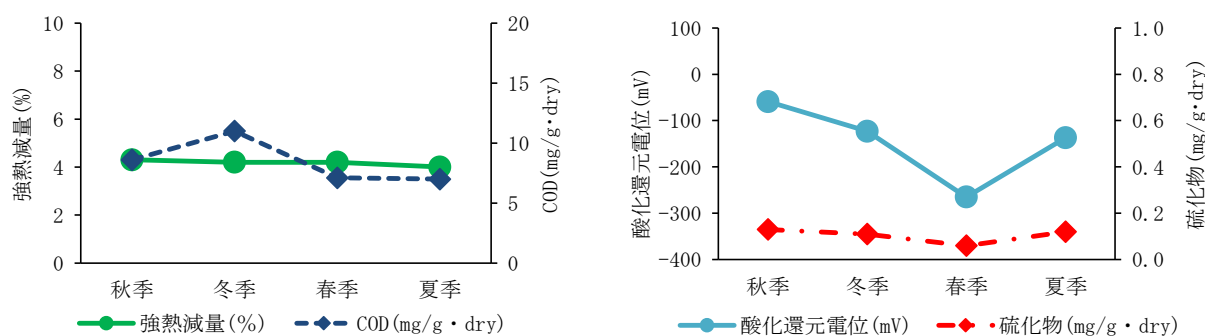 強熱減量(%)
10
8
6
4
2
0
20
15
10
5
0
COD(mg/g・dry)
秋季
冬季
春季
夏季
強熱減量(%)
COD(mg/g・dry)
酸化還元電位(mV)
100
0
-100
-200
-300
-400
1.0
0.8
0.6
0.4
0.2
0.0
硫化物(mg/g・dry)
秋季
冬季
春季
夏季
酸化還元電位(mV)
硫化物(mg/g・dry)